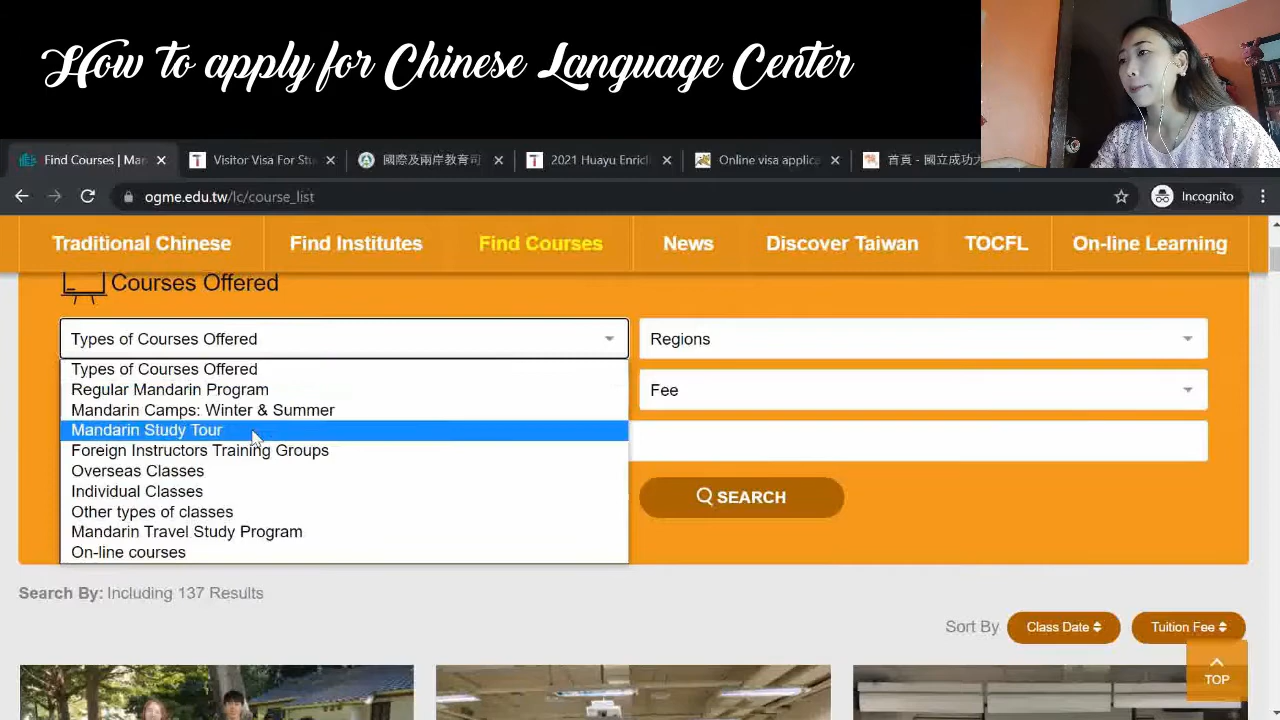 How to apply for Chinese Language Center
Find Courses | Man
Visitor Visa For Stu
國際及兩岸教育司
2021 Huayu Enrich
Online visa applica
首頁 - 國立成功大
ogme.edu.tw/lc/course_list
Incognito
Traditional Chinese
Find Institutes
Find Courses
News
Discover Taiwan
TOCFL
On-line Learning
Courses Offered
Types of Courses Offered
Regions
Types of Courses Offered
Regular Mandarin Program
Fee
Mandarin Camps: Winter & Summer
Mandarin Study Tour
Foreign Instructors Training Groups
Overseas Classes
Individual Classes
SEARCH
Other types of classes
Mandarin Travel Study Program
On-line courses
Search By: Including 137 Results
Sort By
Class Date
Tuition Fee
TOP